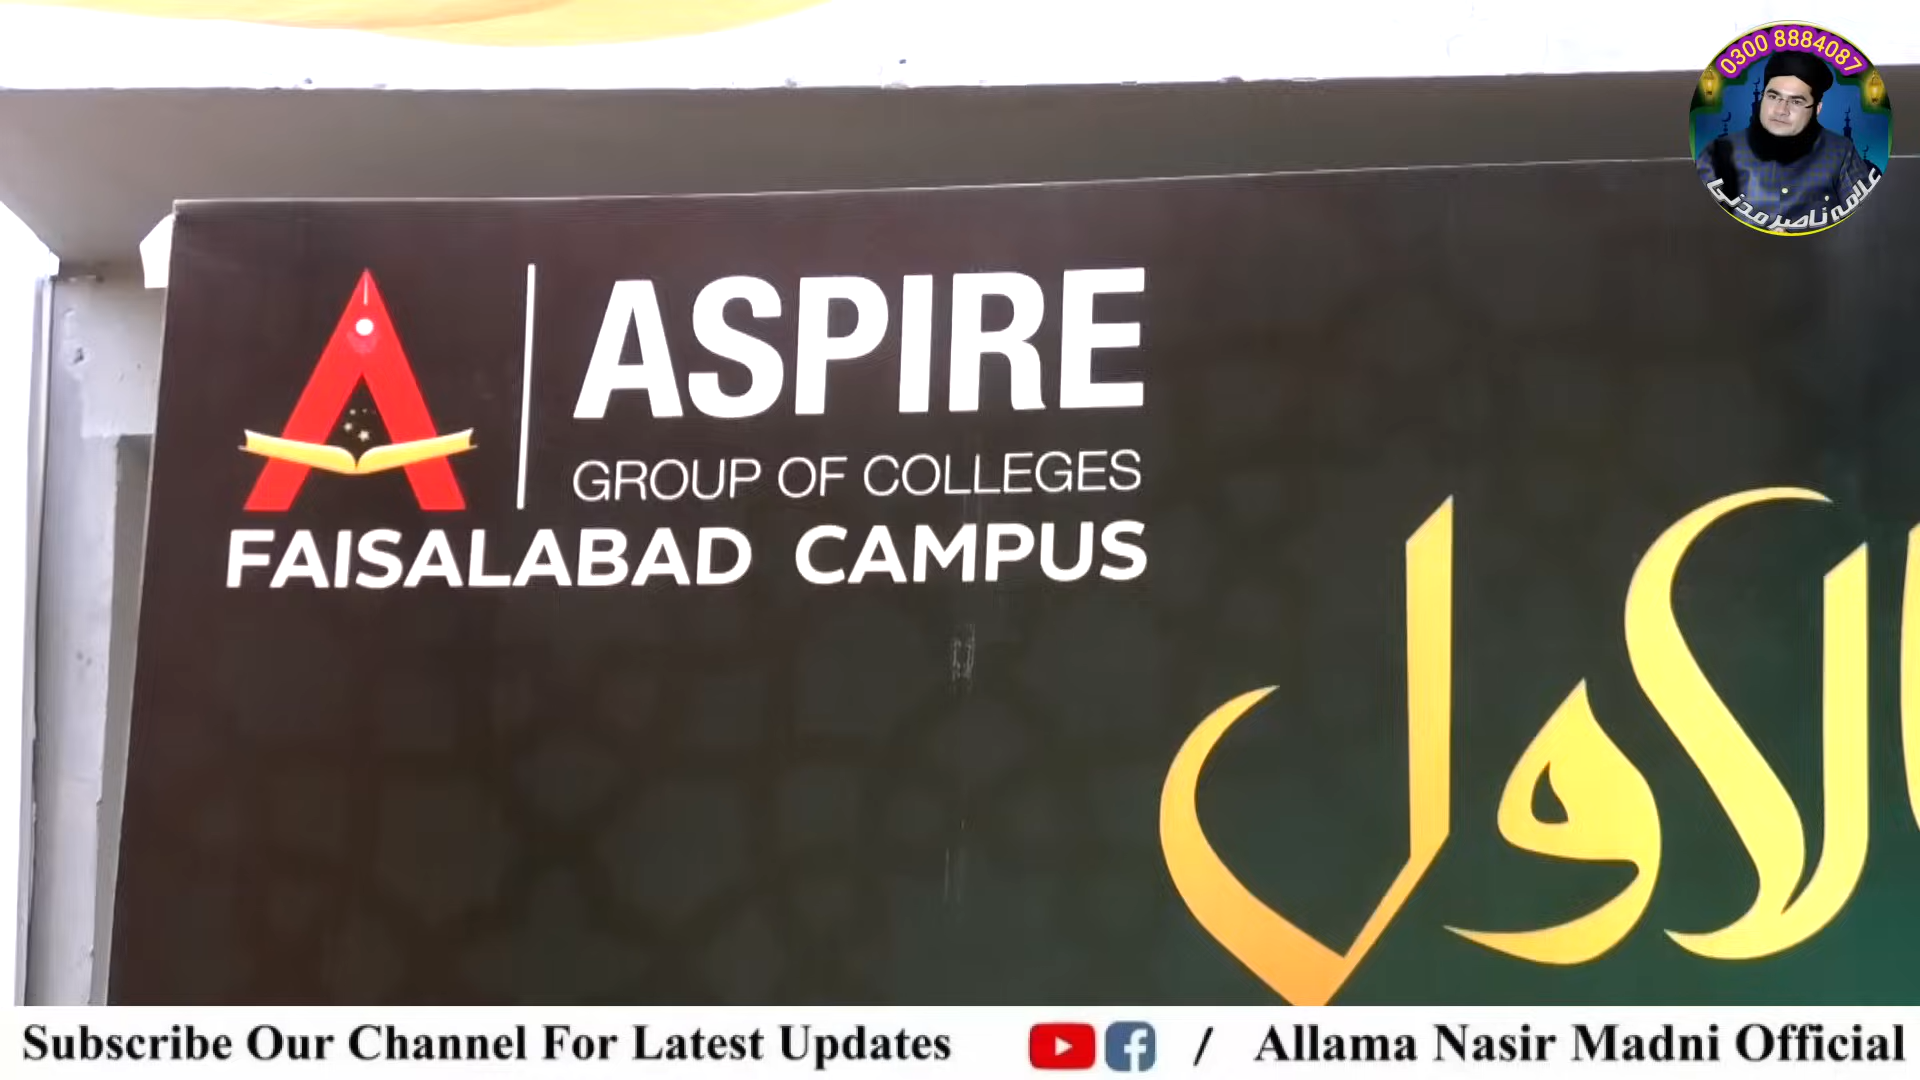 0300 8884087
علامہ ناصر مدنی
ASPIRE
GROUP OF COLLEGES
FAISALABAD CAMPUS
الاول
Subscribe Our Channel For Latest Updates / Allama Nasir Madni Official